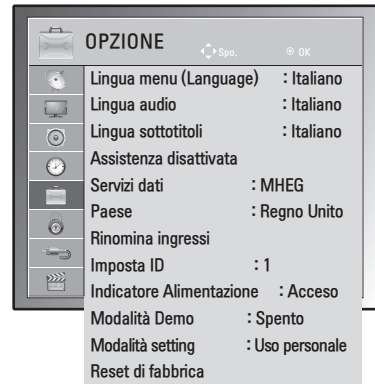 OPZIONE
Spo.
OK
Lingua menu (Language) : Italiano
Lingua audio : Italiano
Lingua sottotitoli : Italiano
Assistenza disattivata
Servizi dati : MHEG
Paese : Regno Unito
Rinomina ingressi
Imposta ID : 1
Indicatore Alimentazione : Acceso
Modalità Demo : Spento
Modalità setting : Uso personale
Reset di fabbrica